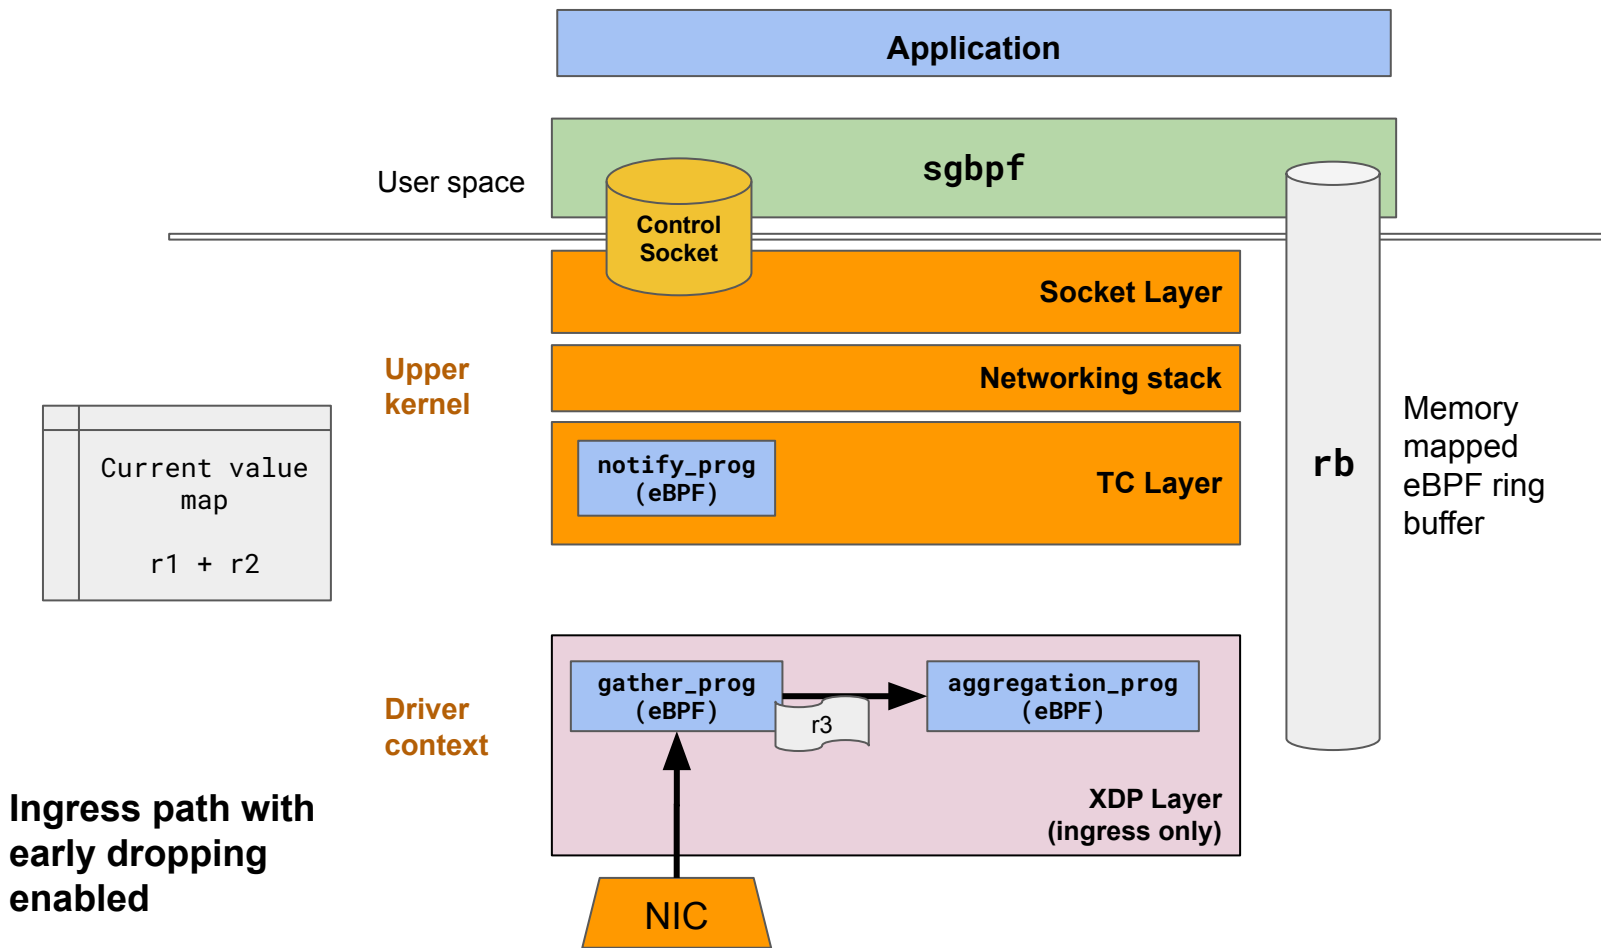 Application
sgbpf
User space
Control
Socket
Socket Layer
Upper
kernel
Networking stack
Current value
map
r1 + r2
notify_prog
(eBPF)
TC Layer
rb
Memory
mapped
eBPF ring
buffer
Driver
context
gather_prog
(eBPF)
r3
aggregation_prog
(eBPF)
XDP Layer
(ingress only)
Ingress path with
early dropping
enabled
NIC